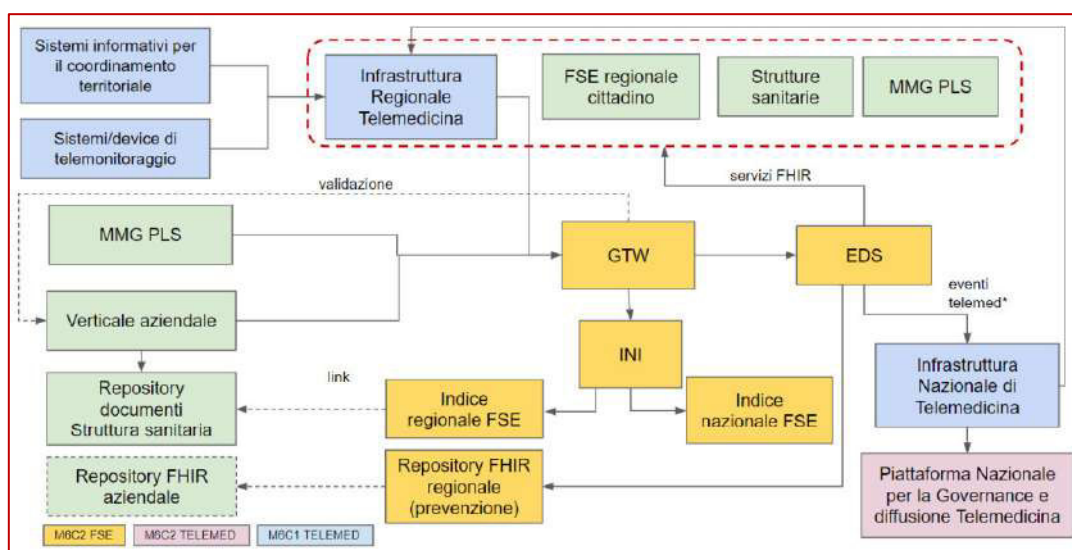 Sistemi informativi per
il coordinamento
territoriale
Infrastruttura
Regionale
Telemedicina
FSE regionale
cittadino
Strutture
sanitarie
MMG PLS
Sistemi/device di
telemonitoraggio
validazione
servizi FHIR
MMG PLS
GTW
EDS
eventi
telemed*
Verticale aziendale
INI
Infrastruttura
Nazionale di
Telemedicina
Repository
documenti
Struttura sanitaria
link
Indice
regionale FSE
Indice
nazionale FSE
Repository FHIR
aziendale
Repository FHIR
regionale
(prevenzione)
Piattaforma Nazionale
per la Governance e
diffusione Telemedicina
M6C2 FSE
M6C2 TELEMED
M6C1 TELEMED